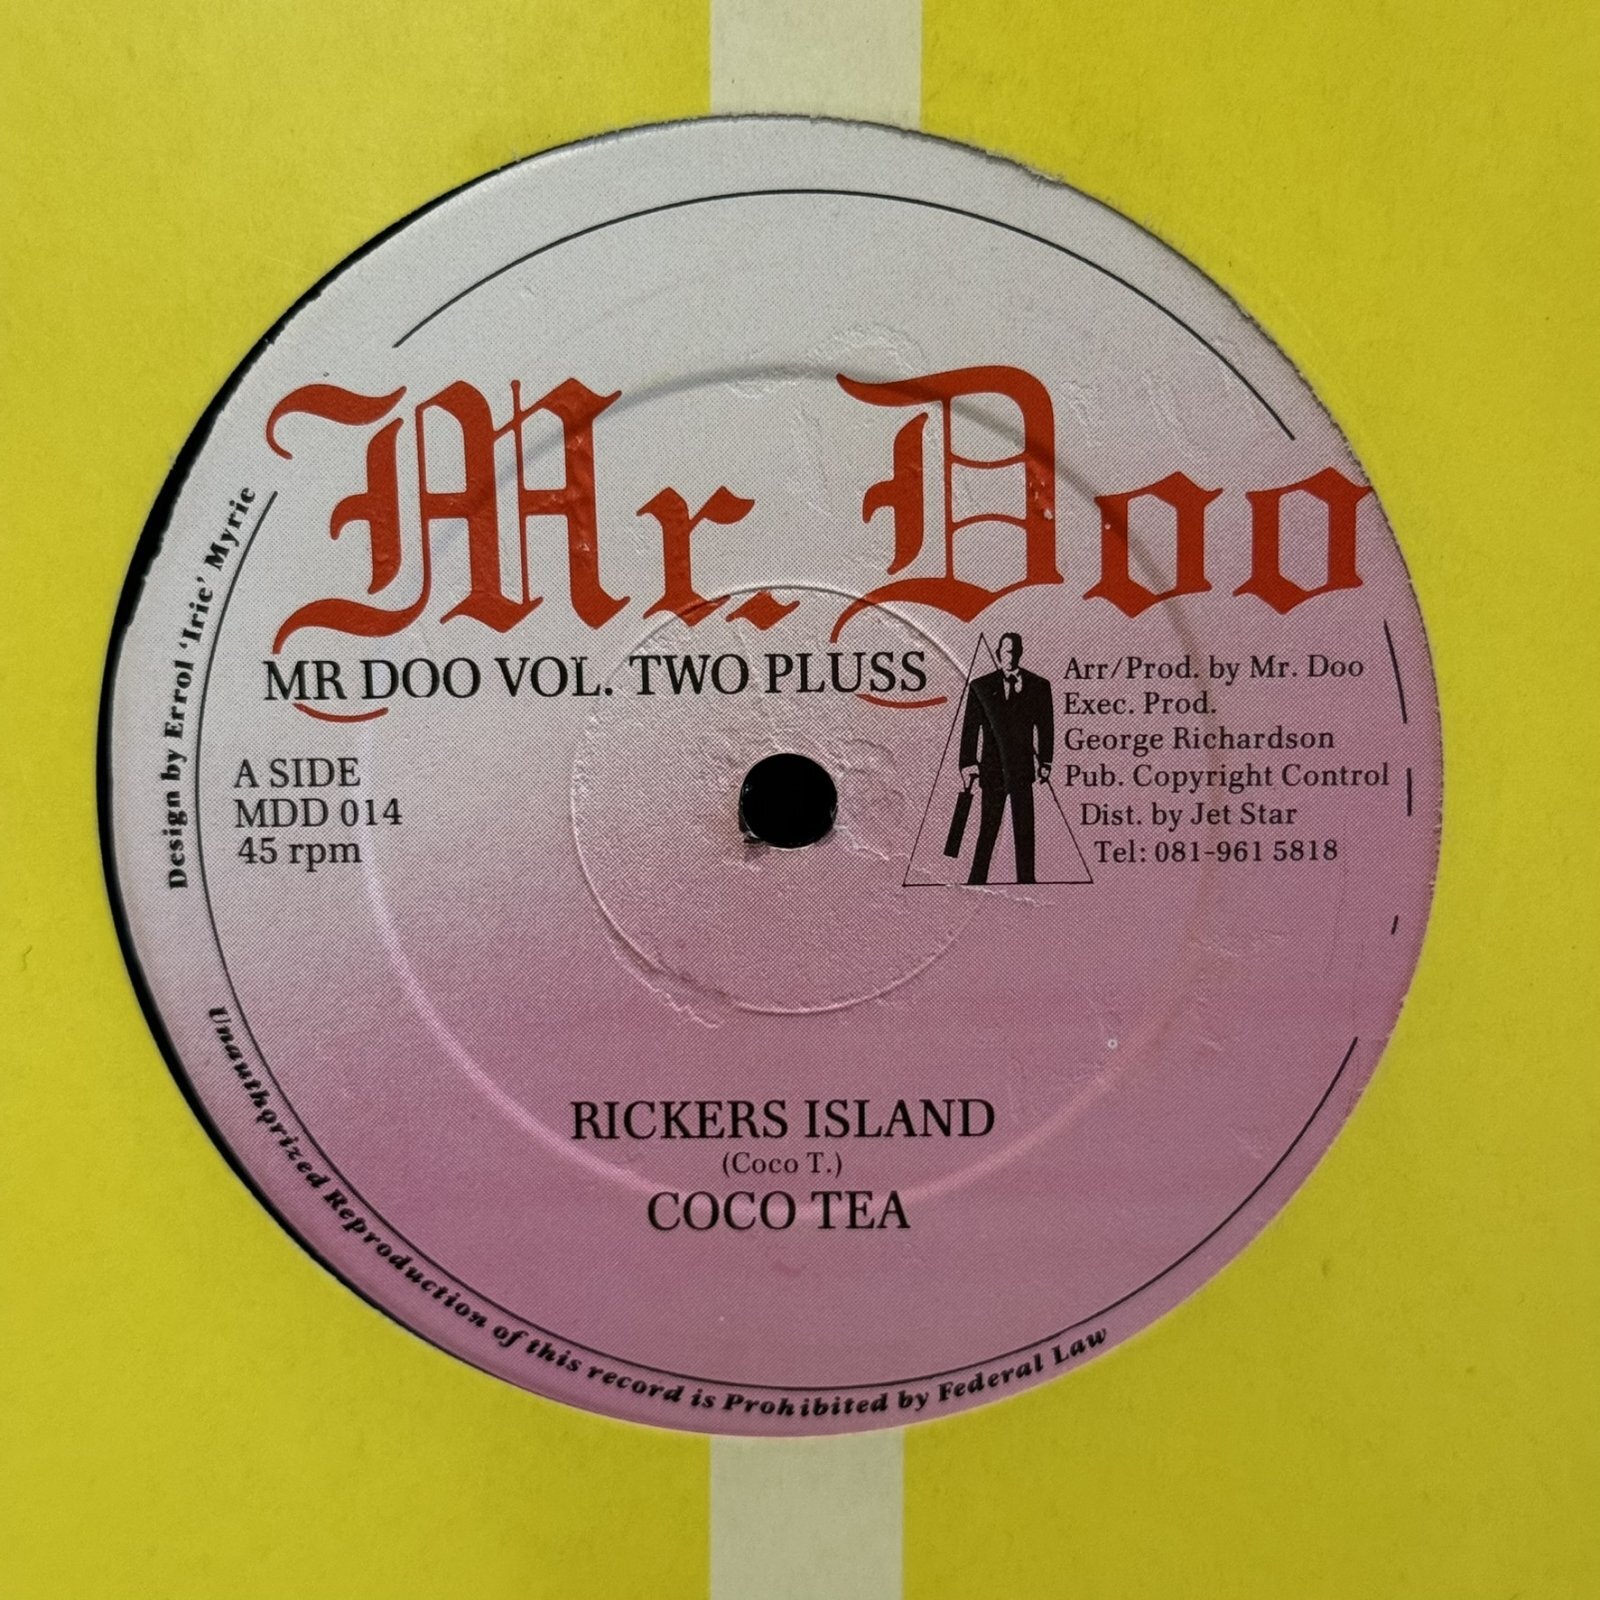 Mr. Doo
MR DOO VOL. TWO PLUSS
A SIDE
MDD 014
45 rpm
Arr/Prod. by Mr. Doo
Exec. Prod.
George Richardson
Pub. Copyright Control
Dist. by Jet Star
Tel: 081-961 5818
RICKERS ISLAND
(Coco T.)
COCO TEA
Design by Errol ‘Iric’ Myric
Unauthorized Reproduction of this record is Prohibited by Federal Law